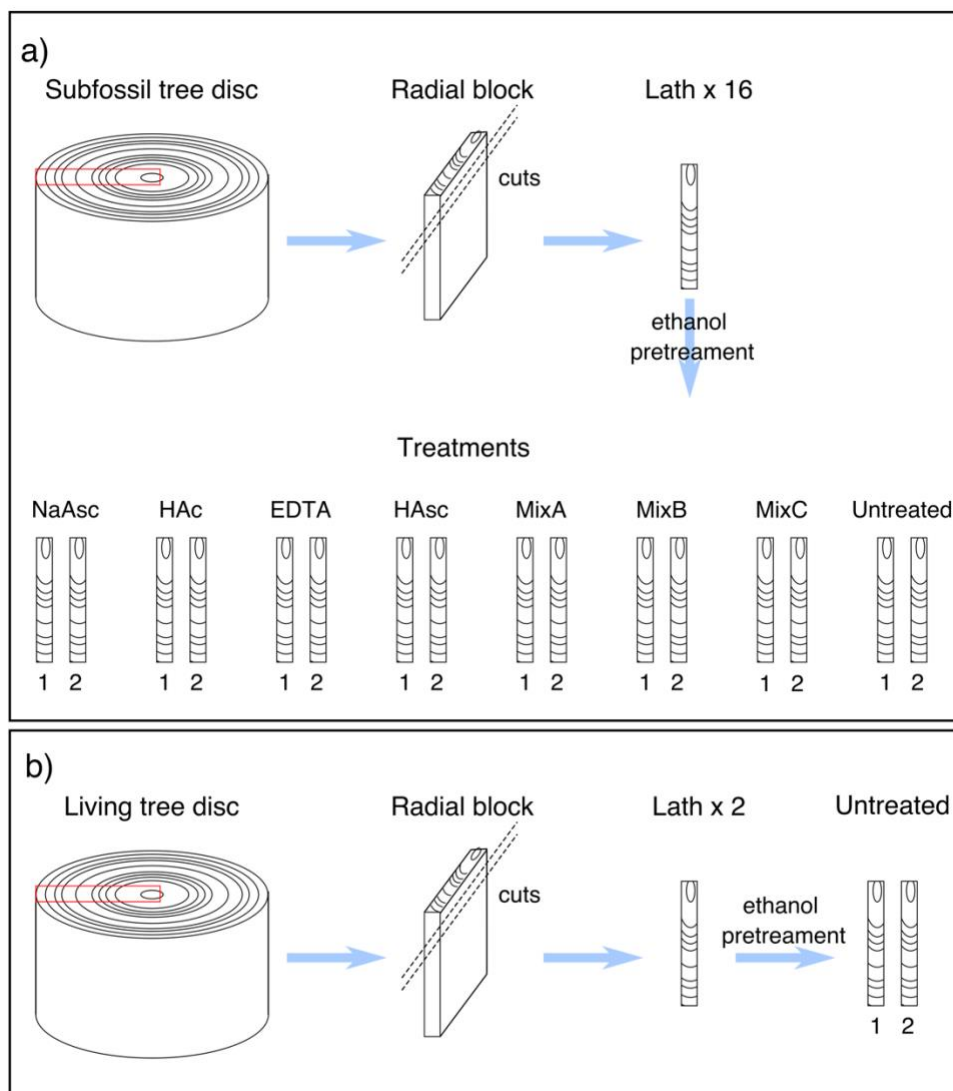 a)
Subfossil tree disc
Radial block
Lath x 16
cuts
ethanol
pretreament
Treatments
NaAsc HAc EDTA HAsc MixA MixB MixC Untreated
1 2 1 2 1 2 1 2 1 2 1 2 1 2 1 2
b)
Living tree disc
Radial block
Lath x 2
Untreated
cuts
ethanol
pretreament
1 2